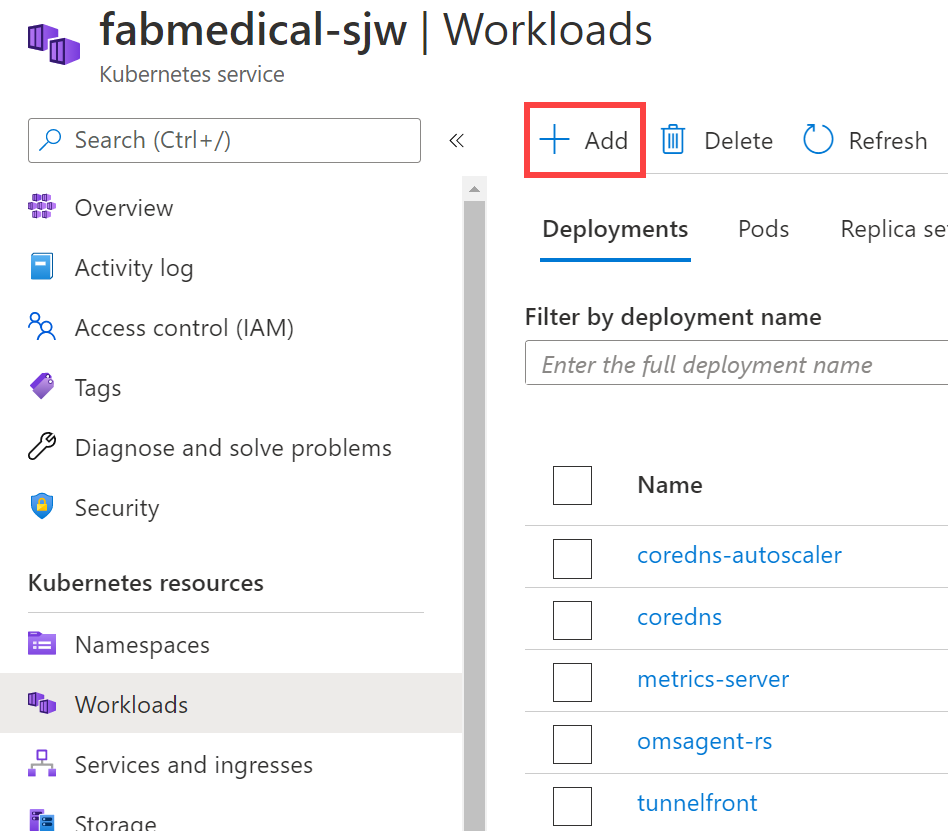 fabmedical-sjw | Workloads
Kubernetes service
Search (Ctrl+/)
«
Overview
Activity log
Access control (IAM)
Tags
Diagnose and solve problems
Security
Kubernetes resources
Namespaces
Workloads
Services and ingresses
Storage
Add Delete Refresh
Deployments Pods Replica se
Filter by deployment name
Enter the full deployment name
Name
coredns-autoscaler
coredns
metrics-server
omsagent-rs
tunnelfront